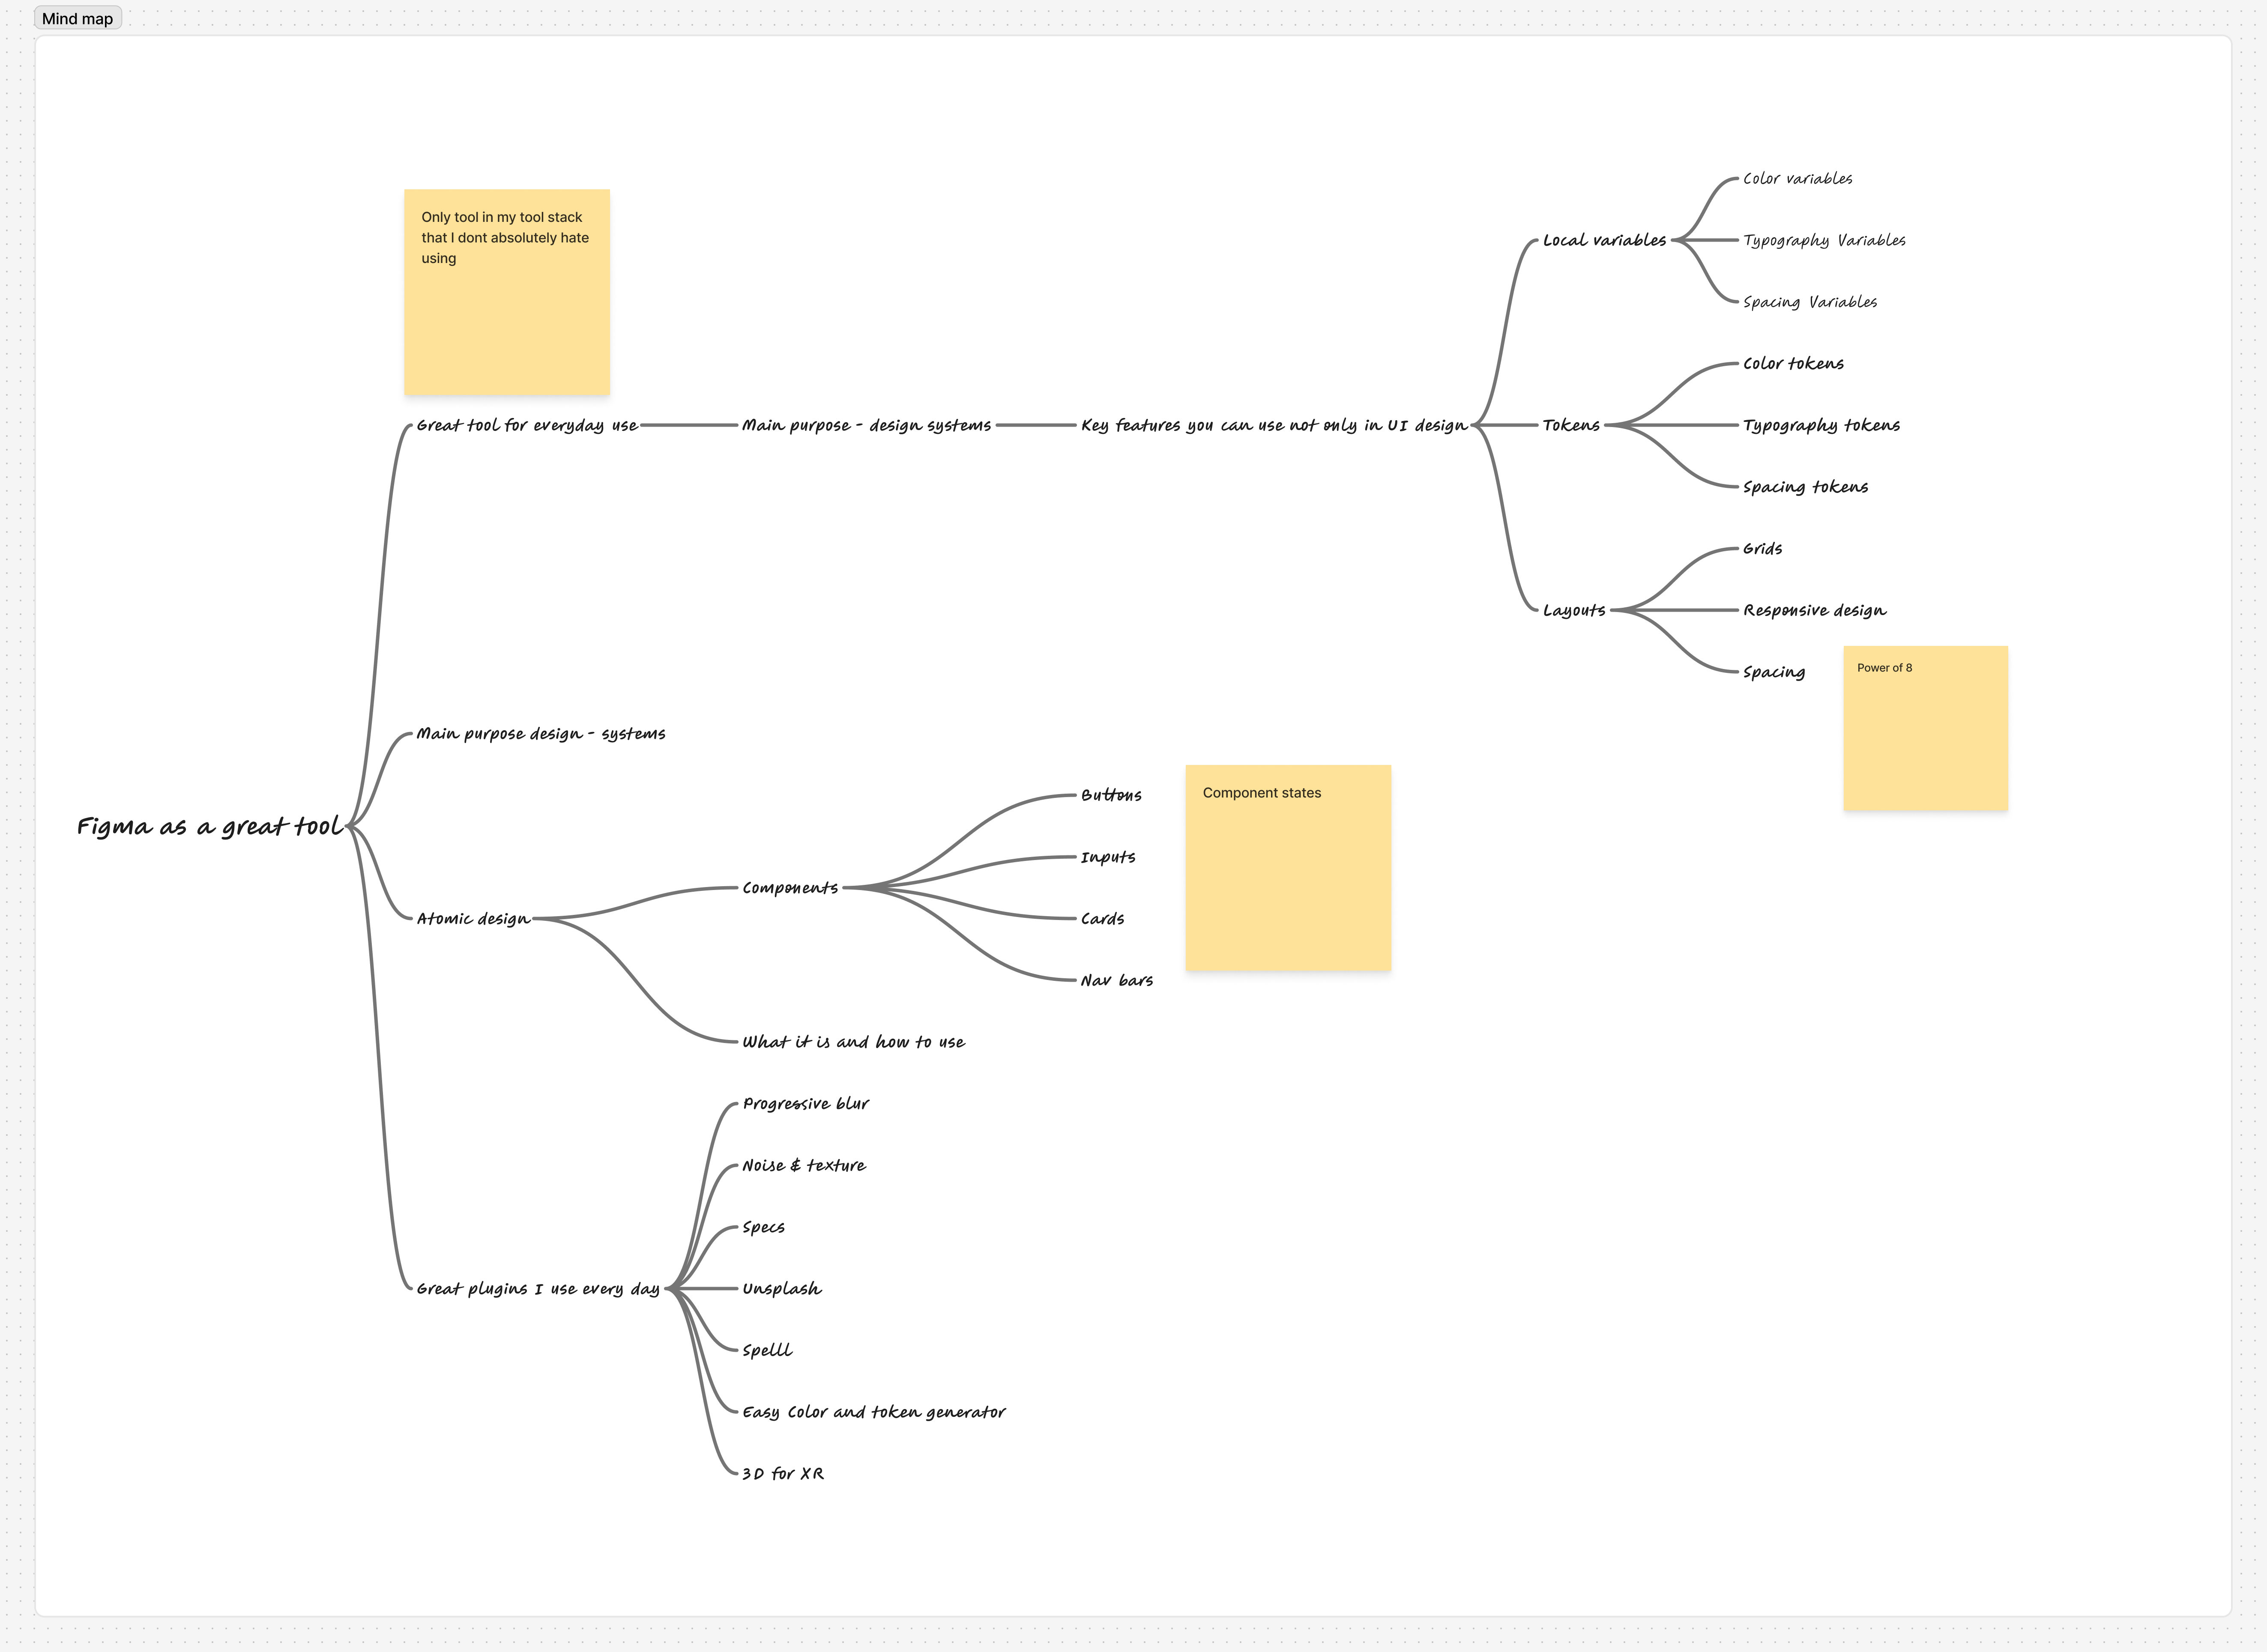 Mind map
Only tool in my tool stack
that I dont absolutely hate
using
Color variables
Local variables
Typography Variables
Spacing Variables
Color tokens
Great tool for everyday use
Main purpose - design systems
Key features you can use not only in UI design
Tokens
Typography tokens
Spacing tokens
Grids
Layouts
Responsive design
Spacing
Power of 8
Main purpose design - systems
Figma as a great tool
Buttons
Component states
Inputs
Components
Cards
Atomic design
Nav bars
What it is and how to use
Progressive blur
Noise & texture
Specs
Great plugins I use every day
Unsplash
Spelll
Easy Color and token generator
3D for XR